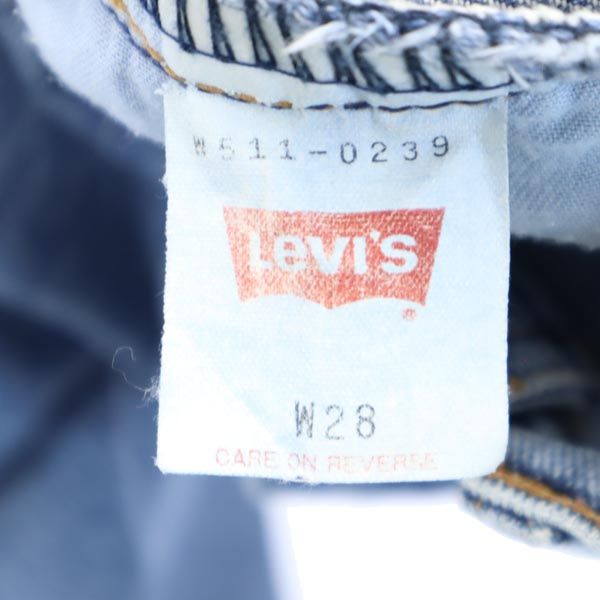 W511-0239
Levi's
®
W28
CARE ON REVERSE